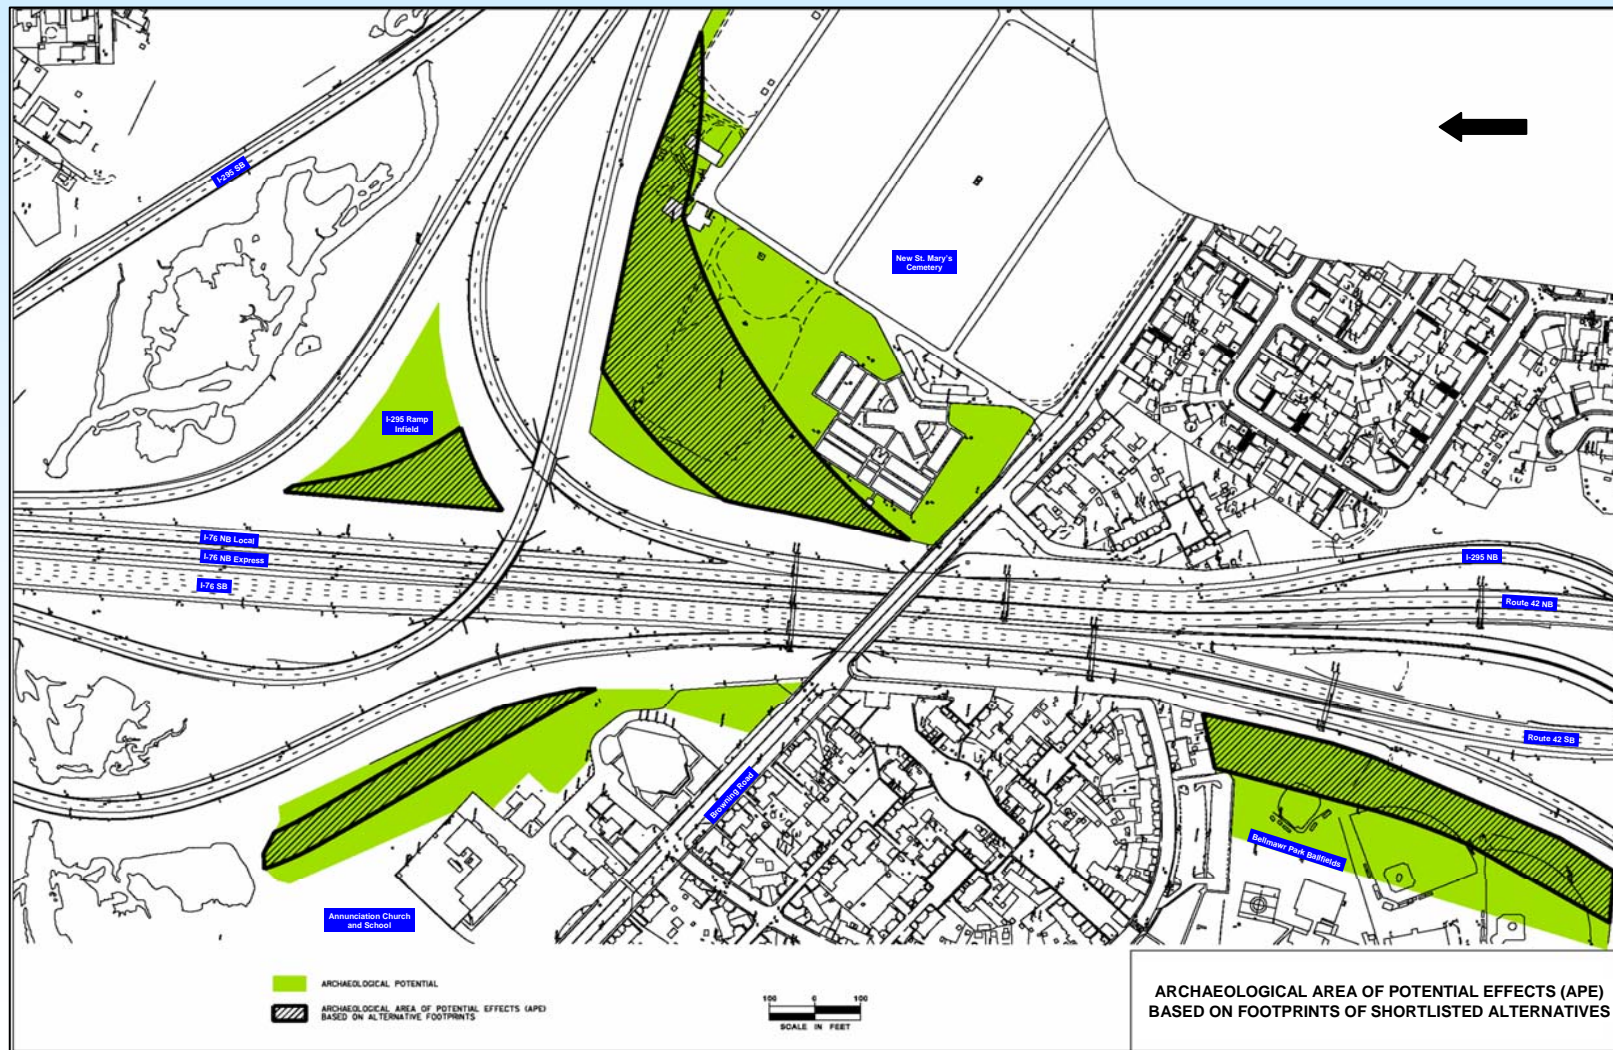 I-295 SB
New St. Mary's
Cemetery
I-295 Ramp
Infield
I-76 NB Local
I-76 NB Express
I-76 SB
I-295 NB
Route 42 NB
Route 42 SB
Browning Road
Bellmawr Park Ballfields
Annunciation Church
and School
ARCHAEOLOGICAL POTENTIAL
ARCHAEOLOGICAL AREA OF POTENTIAL EFFECTS (APE)
BASED ON ALTERNATIVE FOOTPRINTS
100 0 100
SCALE IN FEET
ARCHAEOLOGICAL AREA OF POTENTIAL EFFECTS (APE)
BASED ON FOOTPRINTS OF SHORTLISTED ALTERNATIVES